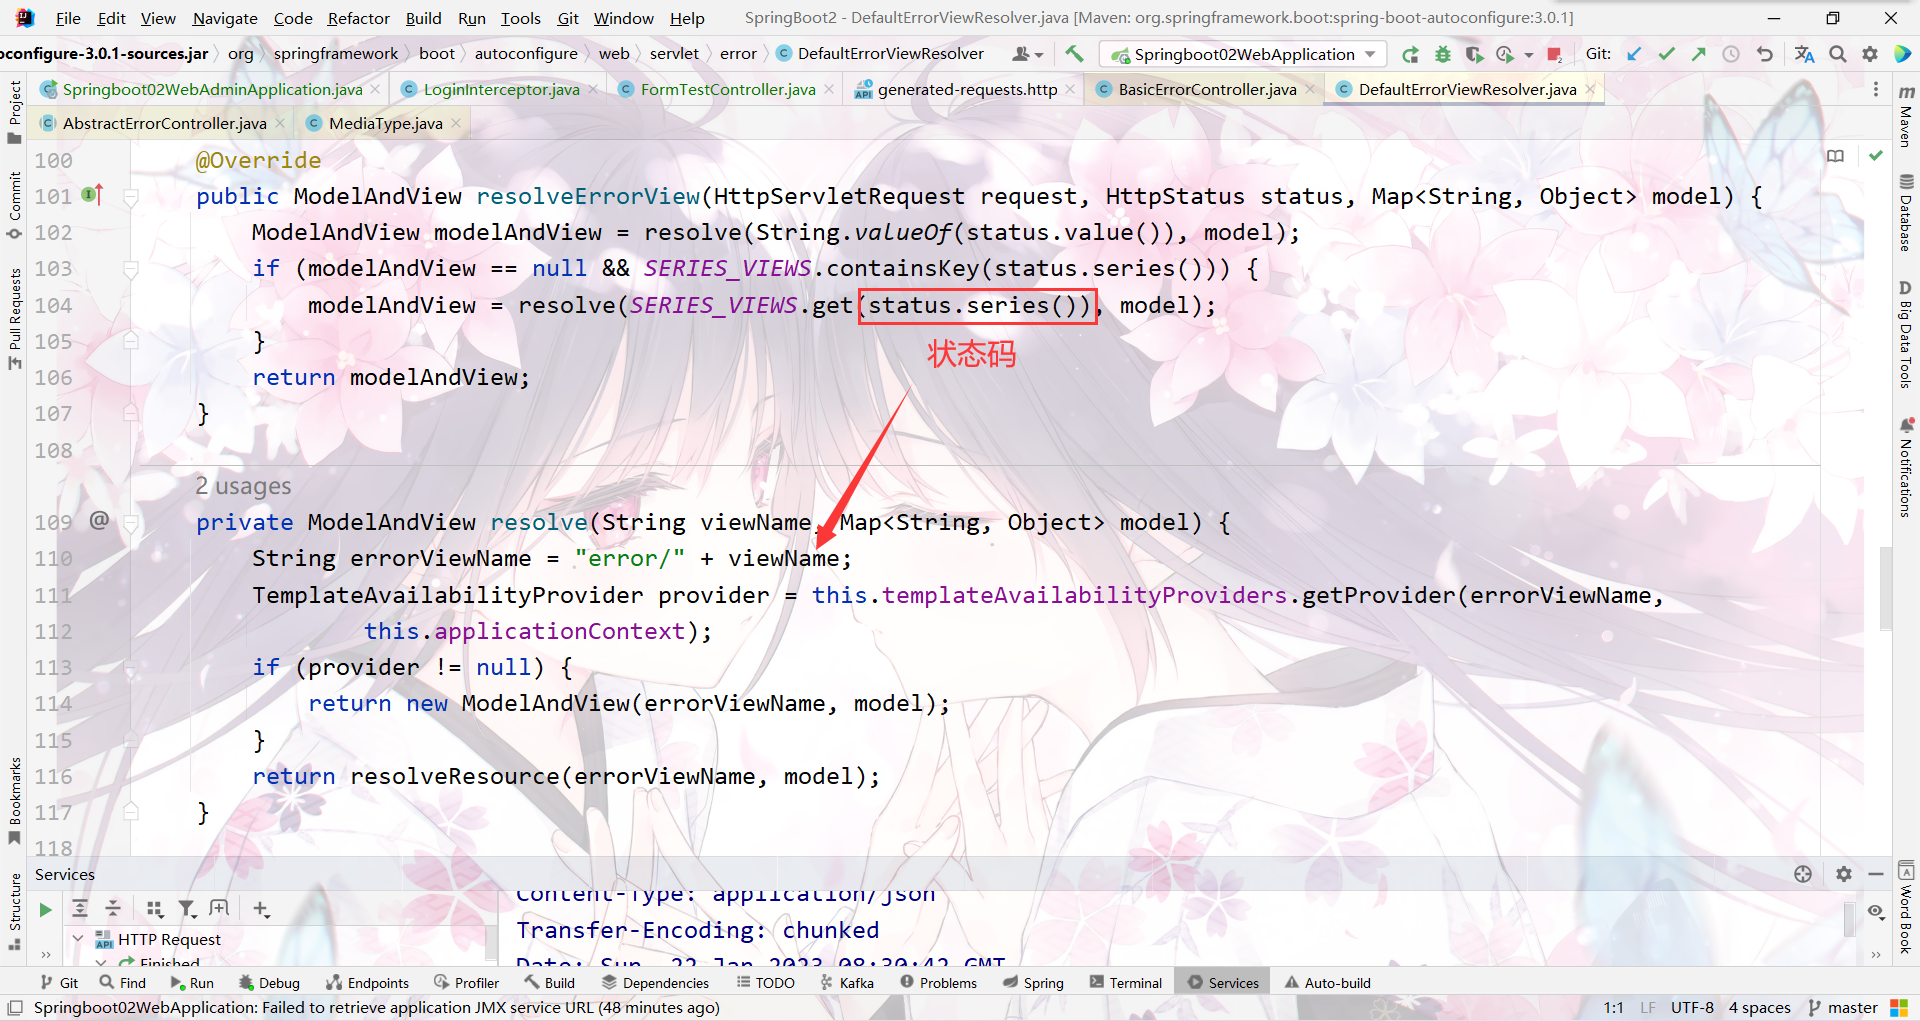 File Edit View Navigate Code Refactor Build Run Tools Git Window Help SpringBoot2 - DefaultErrorViewResolver.java [Maven: org.springframework.boot:spring-boot-autoconfigure:3.0.1]
oconfigure-3.0.1-sources.jar org springframework boot autoconfigure web servlet error DefaultErrorViewResolver Springboot02WebApplication Git:
Springboot02WebAdminApplication.java LoginInterceptor.java FormTestController.java generated-requests.http BasicErrorController.java DefaultErrorViewResolver.java
AbstractErrorController.java MediaType.java
100 @Override
101 public ModelAndView resolveErrorView(HttpServletRequest request, HttpStatus status, Map<String, Object> model) {
102 ModelAndView modelAndView = resolve(String.valueOf(status.value()), model);
103 if (modelAndView == null && SERIES_VIEWS.containsKey(status.series())) {
104 modelAndView = resolve(SERIES_VIEWS.get(status.series()), model);
105 }
状态码
106 return modelAndView;
107 }
108
2 usages
109 private ModelAndView resolve(String viewName, Map<String, Object> model) {
110 String errorViewName = "error/" + viewName;
111 TemplateAvailabilityProvider provider = this.templateAvailabilityProviders.getProvider(errorViewName,
112 this.applicationContext);
113 if (provider != null) {
114 return new ModelAndView(errorViewName, model);
115 }
116 return resolveResource(errorViewName, model);
117 }
118
Project
Commit
Pull Requests
Bookmarks
Structure
Maven
Database
Big Data Tools
Notifications
Word Book
Services
HTTP Request
Finished
Content-Type: application/json
Transfer-Encoding: chunked
Date: Sun, 22 Jan 2023 08:30:42 GMT
Git Find Run Debug Endpoints Profiler Build Dependencies TODO Kafka Problems Spring Terminal Services Auto-build
Springboot02WebApplication: Failed to retrieve application JMX service URL (48 minutes ago) 1:1 LF UTF-8 4 spaces master